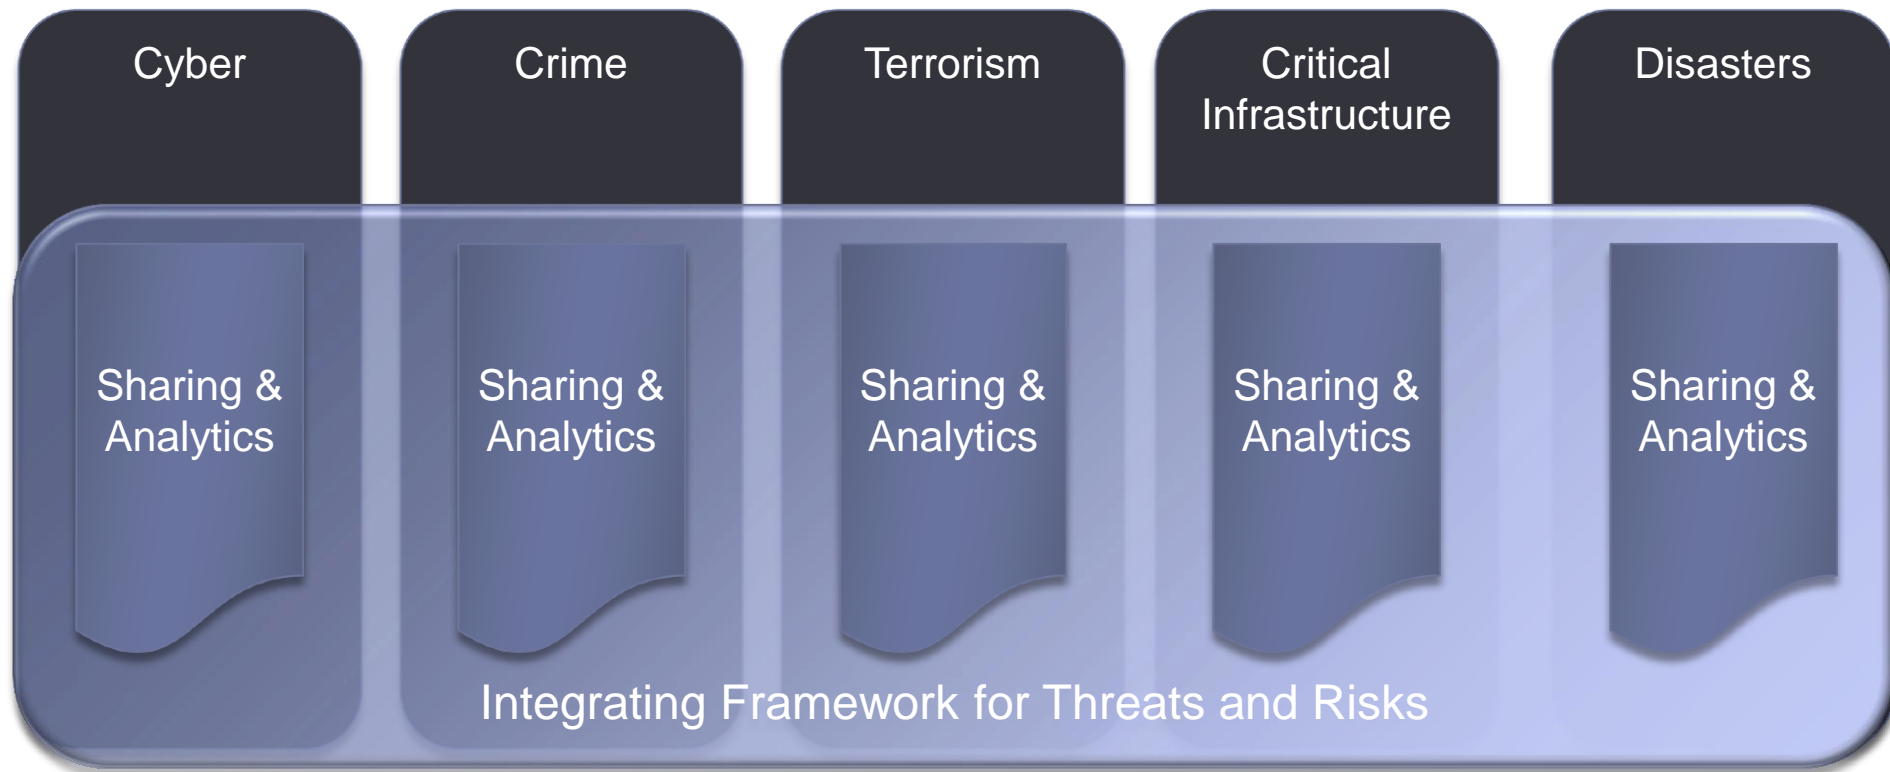 Cyber
Crime
Terrorism
Critical
Infrastructure
Disasters
Sharing &
Analytics
Sharing &
Analytics
Sharing &
Analytics
Sharing &
Analytics
Sharing &
Analytics
Integrating Framework for Threats and Risks